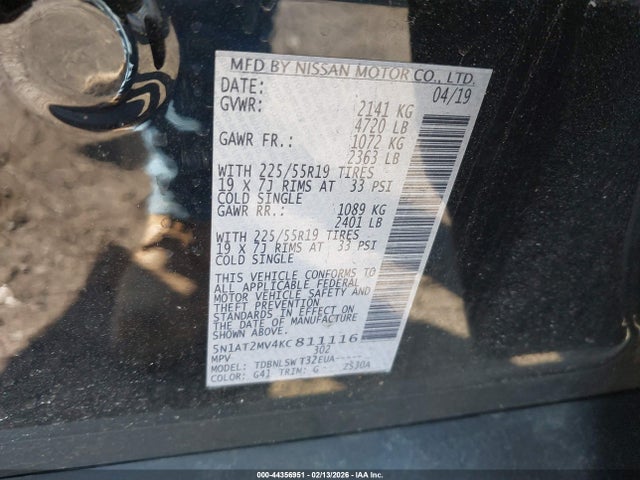 MFD BY NISSAN MOTOR CO., LTD.
DATE: 04/19
GVWR: 2141 KG
4720 LB
GAWR FR.: 1072 KG
2363 LB
WITH 225/55R19 TIRES
19 X 7J RIMS AT 33 PSI
COLD SINGLE
GAWR RR.: 1089 KG
2401 LB
WITH 225/55R19 TIRES
19 X 7J RIMS AT 33 PSI
COLD SINGLE
THIS VEHICLE CONFORMS TO
ALL APPLICABLE FEDERAL
MOTOR VEHICLE SAFETY AND
THEFT PREVENTION
STANDARDS IN EFFECT ON
THE DATE OF MANUFACTURE
SHOWN ABOVE.
5N1AT2MV4KC811116
MPV 302
MODEL: TDBNLSW T32EUA-----
COLOR: G41 TRIM: G ZS30A
000-44356951 | 02/13/2026 | IAA Inc.